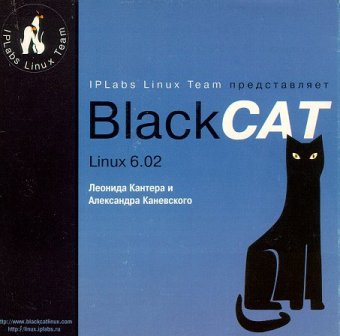 IPLabs Linux Team
IPLabs Linux Team представляет
BlackCAT
Linux 6.02
Леонида Кантера и
Александра Каневского
http://www.blackcatlinux.com
http://linux.iplabs.ru